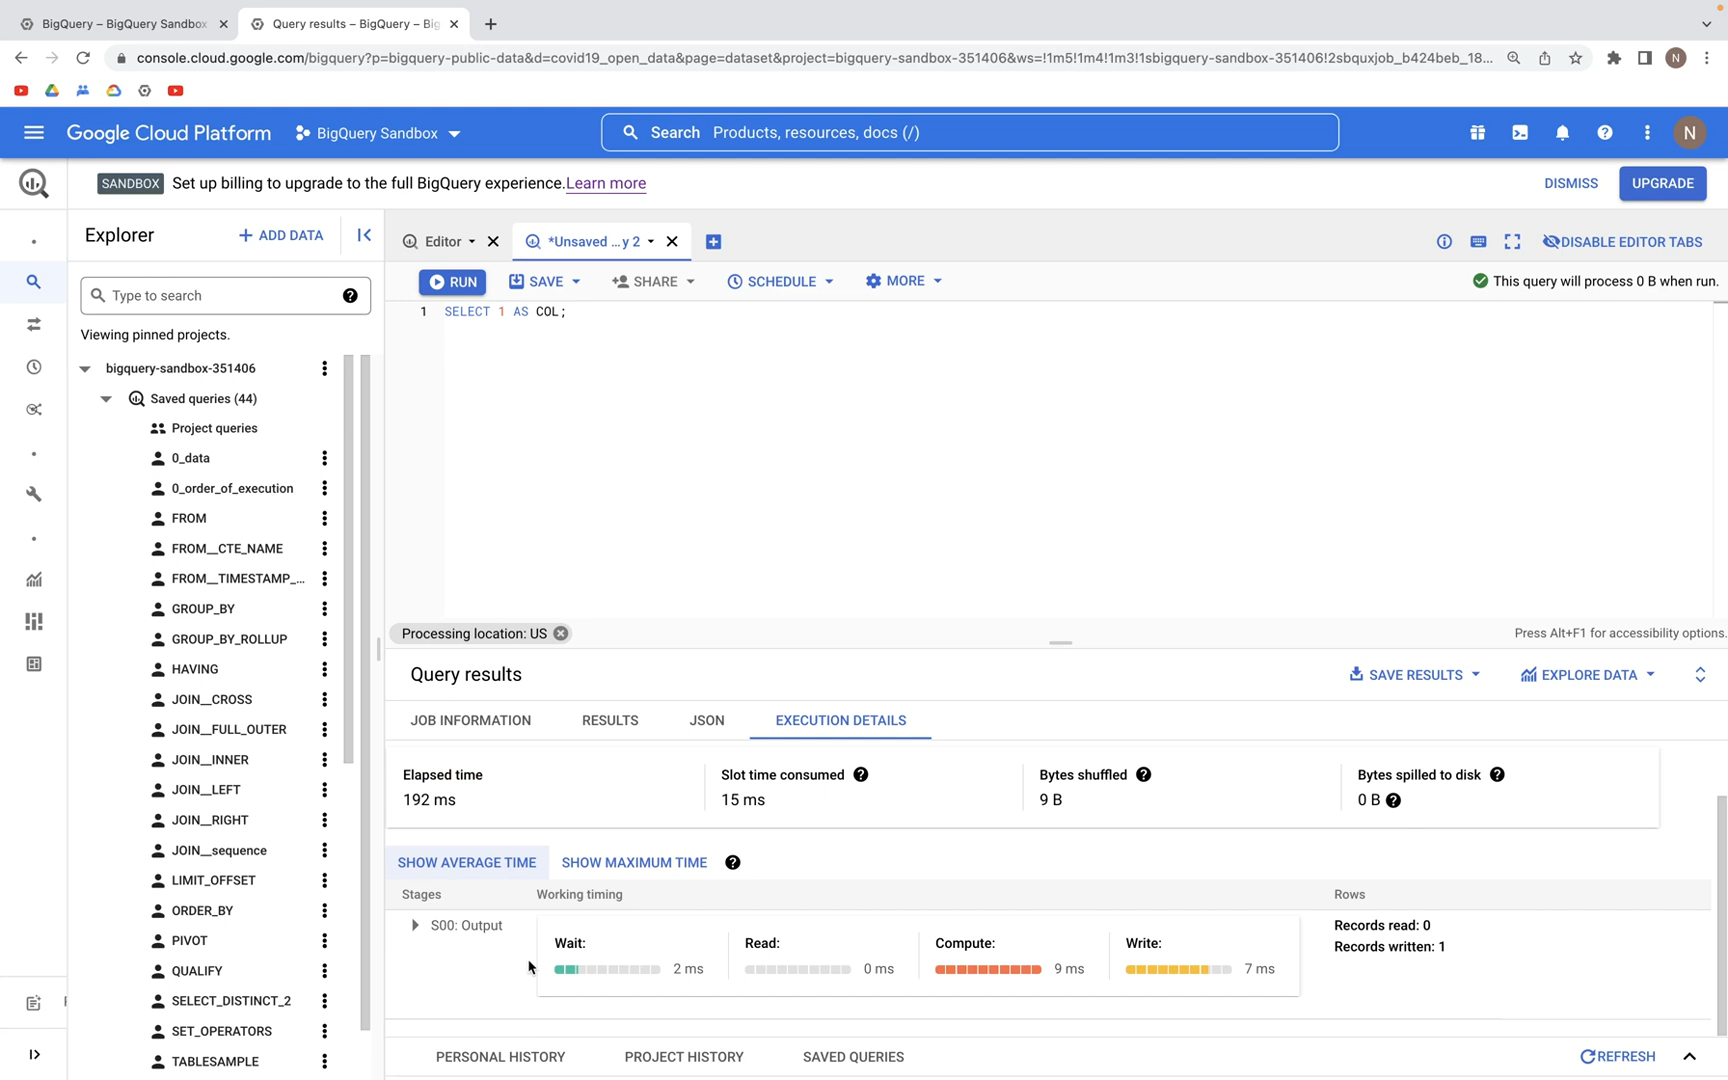 BigQuery – BigQuery Sandbox
Query results – BigQuery – Big
console.cloud.google.com/bigquery?p=bigquery-public-data&d=covid19_open_data&page=dataset&project=bigquery-sandbox-351406&ws=!1m5!1m4!1m3!1sbigquery-sandbox-351406!2sbquxjob_b424beb_18...
N
Google Cloud Platform
BigQuery Sandbox
Search Products, resources, docs (/)
N
SANDBOX Set up billing to upgrade to the full BigQuery experience. Learn more
DISMISS
UPGRADE
Explorer
+ ADD DATA
Type to search
Viewing pinned projects.
bigquery-sandbox-351406
Saved queries (44)
Project queries
0_data
0_order_of_execution
FROM
FROM__CTE_NAME
FROM__TIMESTAMP_...
GROUP_BY
GROUP_BY_ROLLUP
HAVING
JOIN__CROSS
JOIN__FULL_OUTER
JOIN__INNER
JOIN__LEFT
JOIN__RIGHT
JOIN__sequence
LIMIT_OFFSET
ORDER_BY
PIVOT
QUALIFY
SELECT_DISTINCT_2
SET_OPERATORS
TABLESAMPLE
Editor
*Unsaved ...y 2
DISABLE EDITOR TABS
RUN
SAVE
SHARE
SCHEDULE
MORE
This query will process 0 B when run.
1 SELECT 1 AS COL;
Processing location: US
Press Alt+F1 for accessibility options.
Query results
SAVE RESULTS
EXPLORE DATA
JOB INFORMATION
RESULTS
JSON
EXECUTION DETAILS
Elapsed time
192 ms
Slot time consumed
15 ms
Bytes shuffled
9 B
Bytes spilled to disk
0 B
SHOW AVERAGE TIME
SHOW MAXIMUM TIME
Stages
Working timing
Rows
S00: Output
Wait:
2 ms
Read:
0 ms
Compute:
9 ms
Write:
7 ms
Records read: 0
Records written: 1
PERSONAL HISTORY
PROJECT HISTORY
SAVED QUERIES
REFRESH